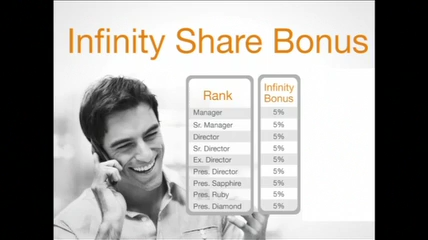 Infinity Share Bonus
Rank
Infinity
Bonus
Manager 5%
Sr. Manager 5%
Director 5%
Sr. Director 5%
Ex. Director 5%
Pres. Director 5%
Pres. Sapphire 5%
Pres. Ruby 5%
Pres. Diamond 5%